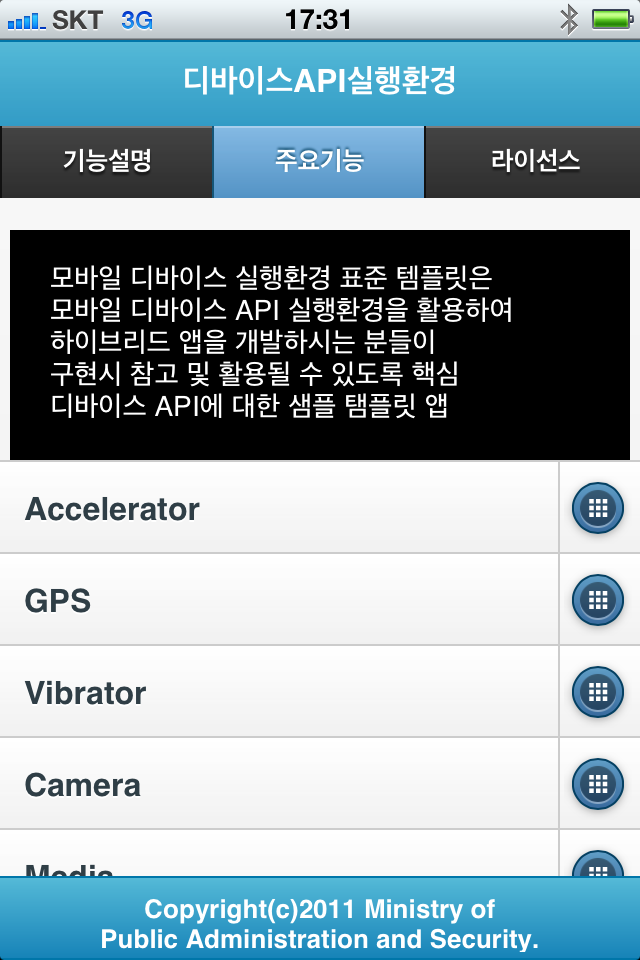 SKT 3G 17:31
디바이스API실행환경
기능설명 주요기능 라이선스
모바일 디바이스 실행환경 표준 템플릿은
모바일 디바이스 API 실행환경을 활용하여
하이브리드 앱을 개발하시는 분들이
구현시 참고 및 활용될 수 있도록 핵심
디바이스 API에 대한 샘플 탬플릿 앱
Accelerator
GPS
Vibrator
Camera
Media
Copyright(c)2011 Ministry of
Public Administration and Security.